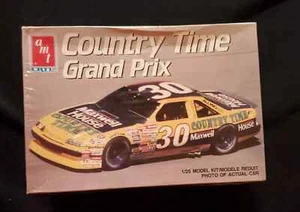 amt
ERTL
Country Time
Grand Prix
30
Maxwell
House
30
COUNTRY TIME
Maxwell House
1/25 MODEL KIT/MODELE REDUIT
PHOTO OF ACTUAL CAR